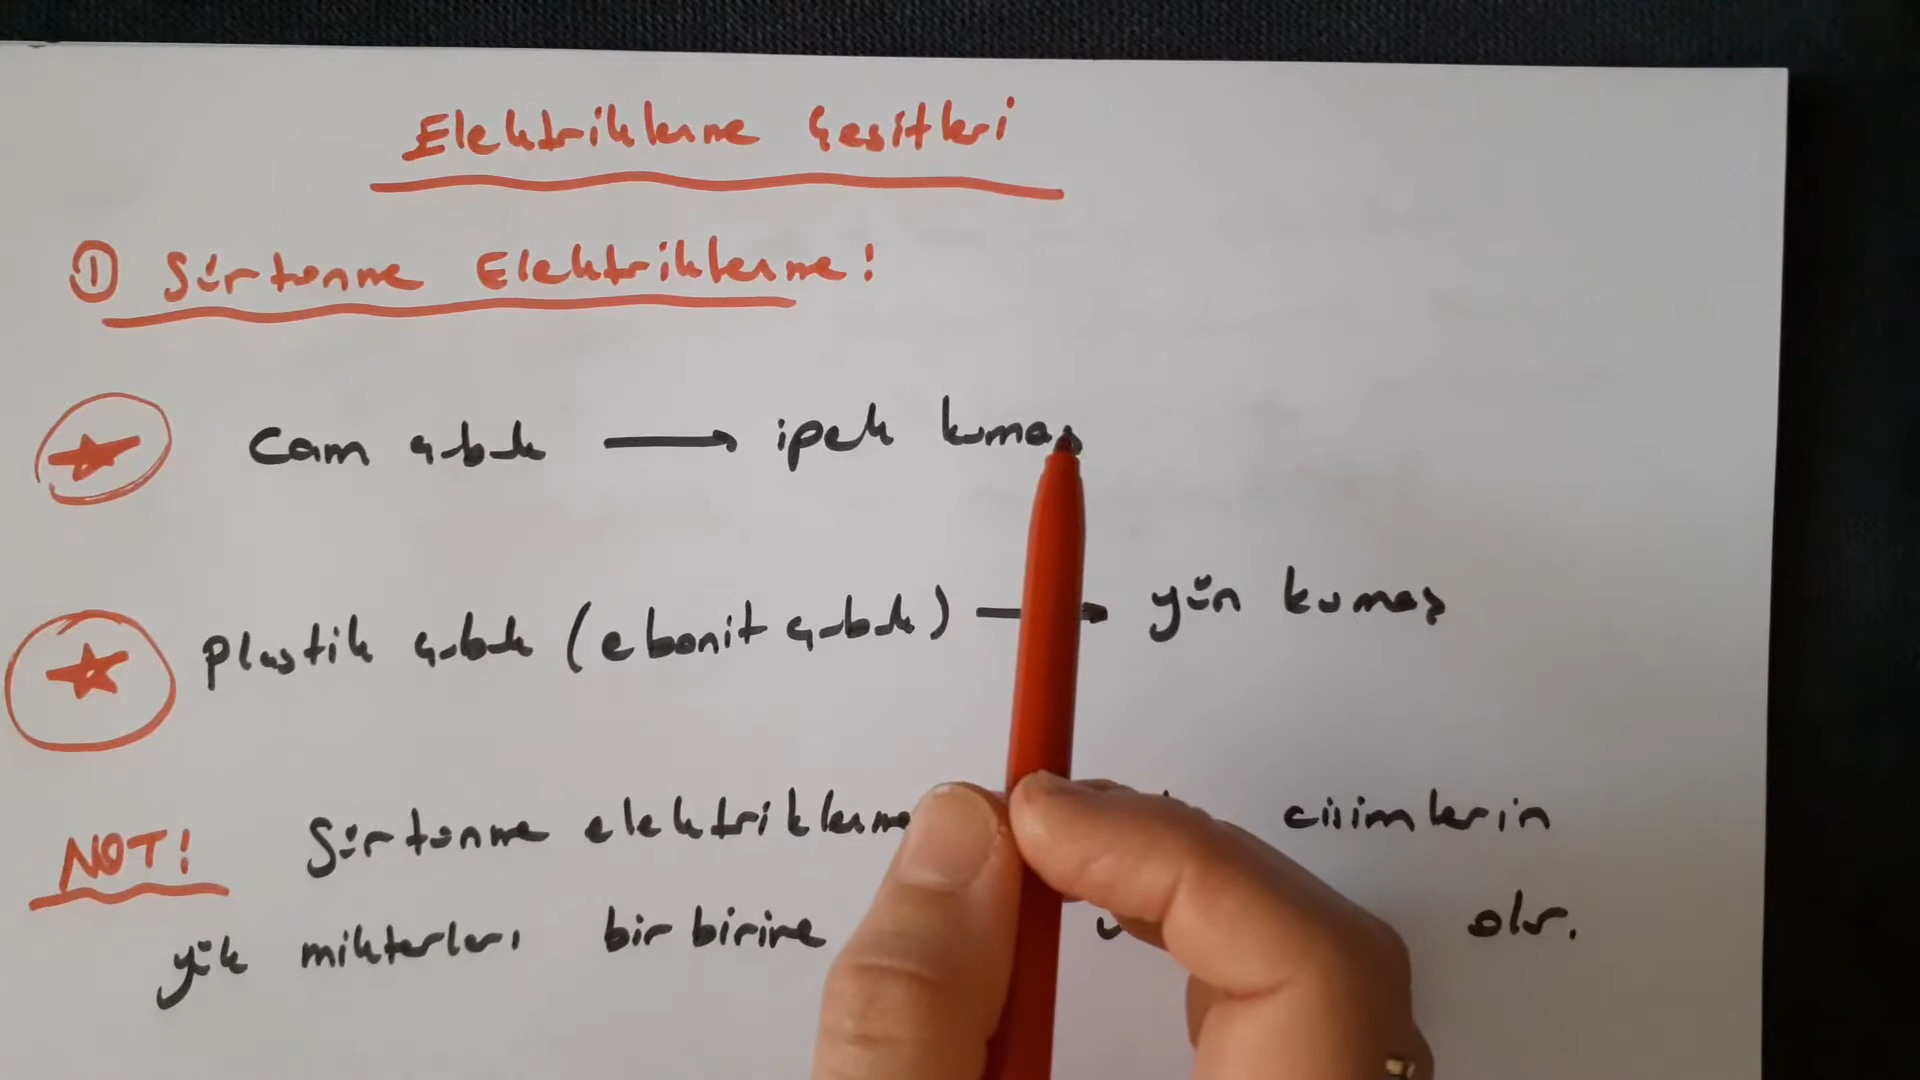 Elektriklenme Çeşitleri
① Sürtünme Elektriklenme!
Cam çubuk → ipek kumaş
plastik çubuk (ebonit çubuk) → yün kumaş
NOT! Sürtünme elektriklenme cisimlerin
yük miktarları birbirine olur.